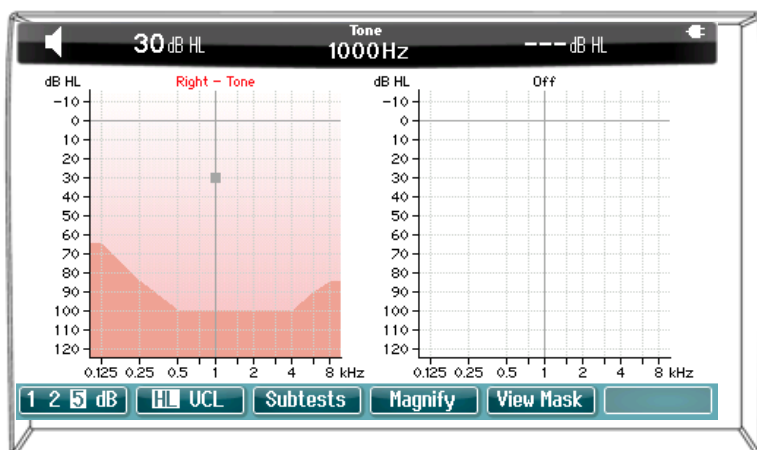 Tone
30 dB HL 1000Hz ---dB HL
dB HL Right - Tone dB HL Off
-10 -10
0 0
10 10
20 20
30 30
40 40
50 50
60 60
70 70
80 80
90 90
100 100
110 110
120 120
0.125 0.25 0.5 1 2 4 8 kHz 0.125 0.25 0.5 1 2 4 8 kHz
1 2 5 dB HL UCL Subtests Magnify View Mask